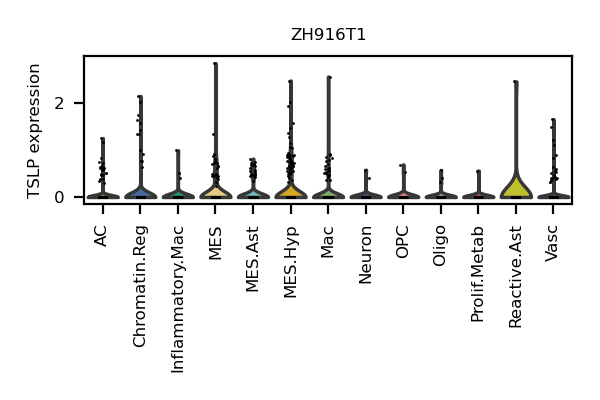 ZH916T1
TSLP expression
2
0
AC
Chromatin.Reg
Inflammatory.Mac
MES
MES.Ast
MES.Hyp
Mac
Neuron
OPC
Oligo
Prolif.Metab
Reactive.Ast
Vasc